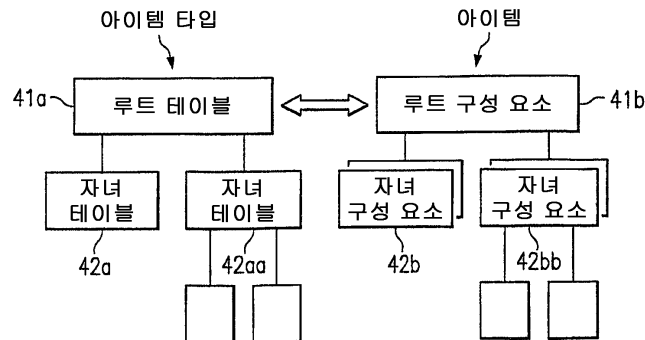 아이템 타입
아이템
41a
루트 테이블
루트 구성 요소
41b
자녀
테이블
자녀
테이블
자녀
구성 요소
자녀
구성 요소
42a
42aa
42b
42bb